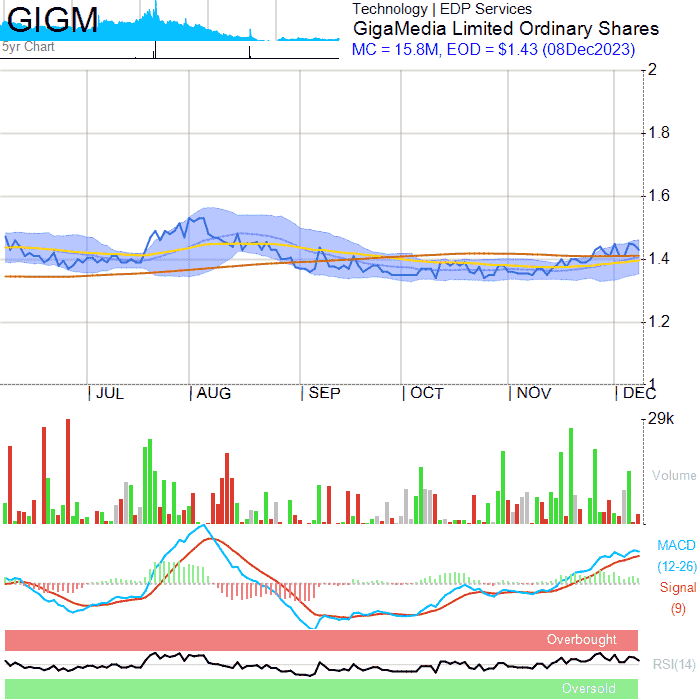 GIGM
5yr Chart
Technology | EDP Services
GigaMedia Limited Ordinary Shares
MC = 15.8M, EOD = $1.43 (08Dec2023)
2
1.8
1.6
1.4
1.2
1
JUL
AUG
SEP
OCT
NOV
DEC
29k
Volume
MACD
(12-26)
Signal
(9)
Overbought
RSI(14)
Oversold